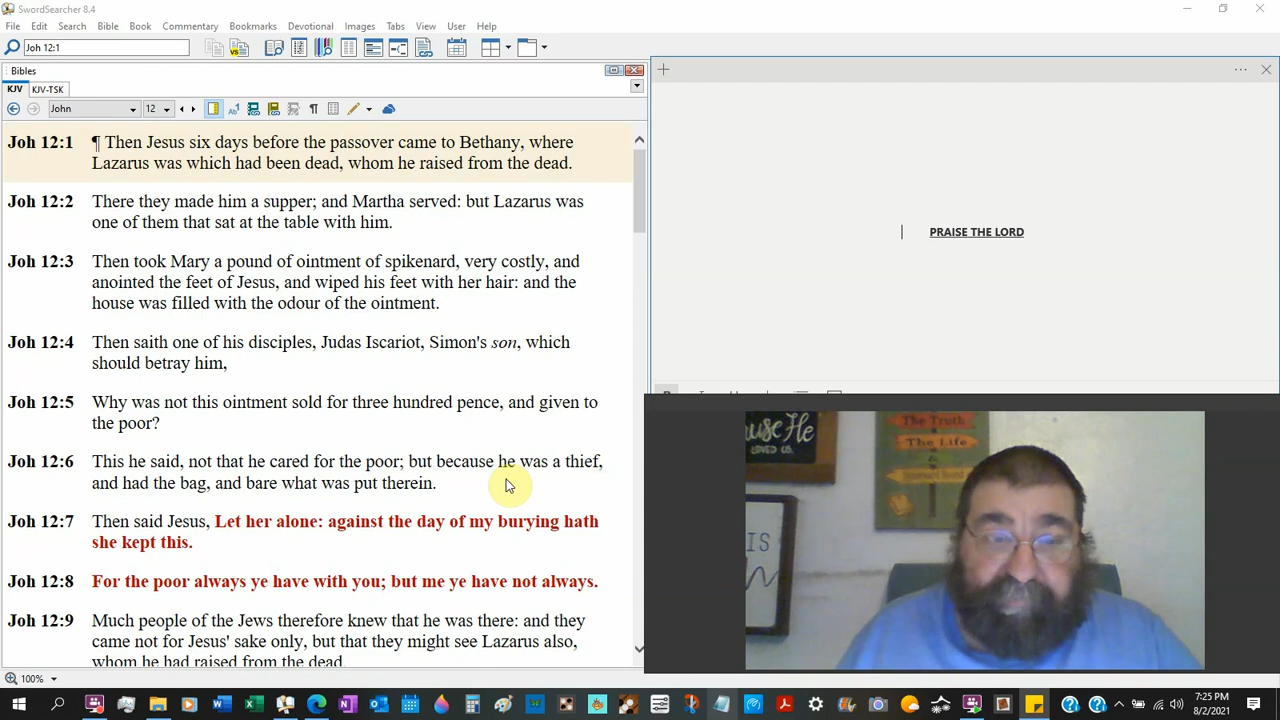 SwordSearcher 8.4
File Edit Search Bible Book Commentary Bookmarks Devotional Images Tabs View User Help
Joh 12:1
Bibles
KJV KJV-TSK
John 12
Joh 12:1 ¶ Then Jesus six days before the passover came to Bethany, where
Lazarus was which had been dead, whom he raised from the dead.
Joh 12:2 There they made him a supper; and Martha served: but Lazarus was
one of them that sat at the table with him.
Joh 12:3 Then took Mary a pound of ointment of spikenard, very costly, and
anointed the feet of Jesus, and wiped his feet with her hair: and the
house was filled with the odour of the ointment.
Joh 12:4 Then saith one of his disciples, Judas Iscariot, Simon's son, which
should betray him,
Joh 12:5 Why was not this ointment sold for three hundred pence, and given to
the poor?
Joh 12:6 This he said, not that he cared for the poor; but because he was a thief,
and had the bag, and bare what was put therein.
Joh 12:7 Then said Jesus, Let her alone: against the day of my burying hath
she kept this.
Joh 12:8 For the poor always ye have with you; but me ye have not always.
Joh 12:9 Much people of the Jews therefore knew that he was there: and they
came not for Jesus' sake only, but that they might see Lazarus also,
whom he had raised from the dead.
100%
PRAISE THE LORD
ause He
LOVED US.
The Truth
The Life
IS
7:25 PM
8/2/2021